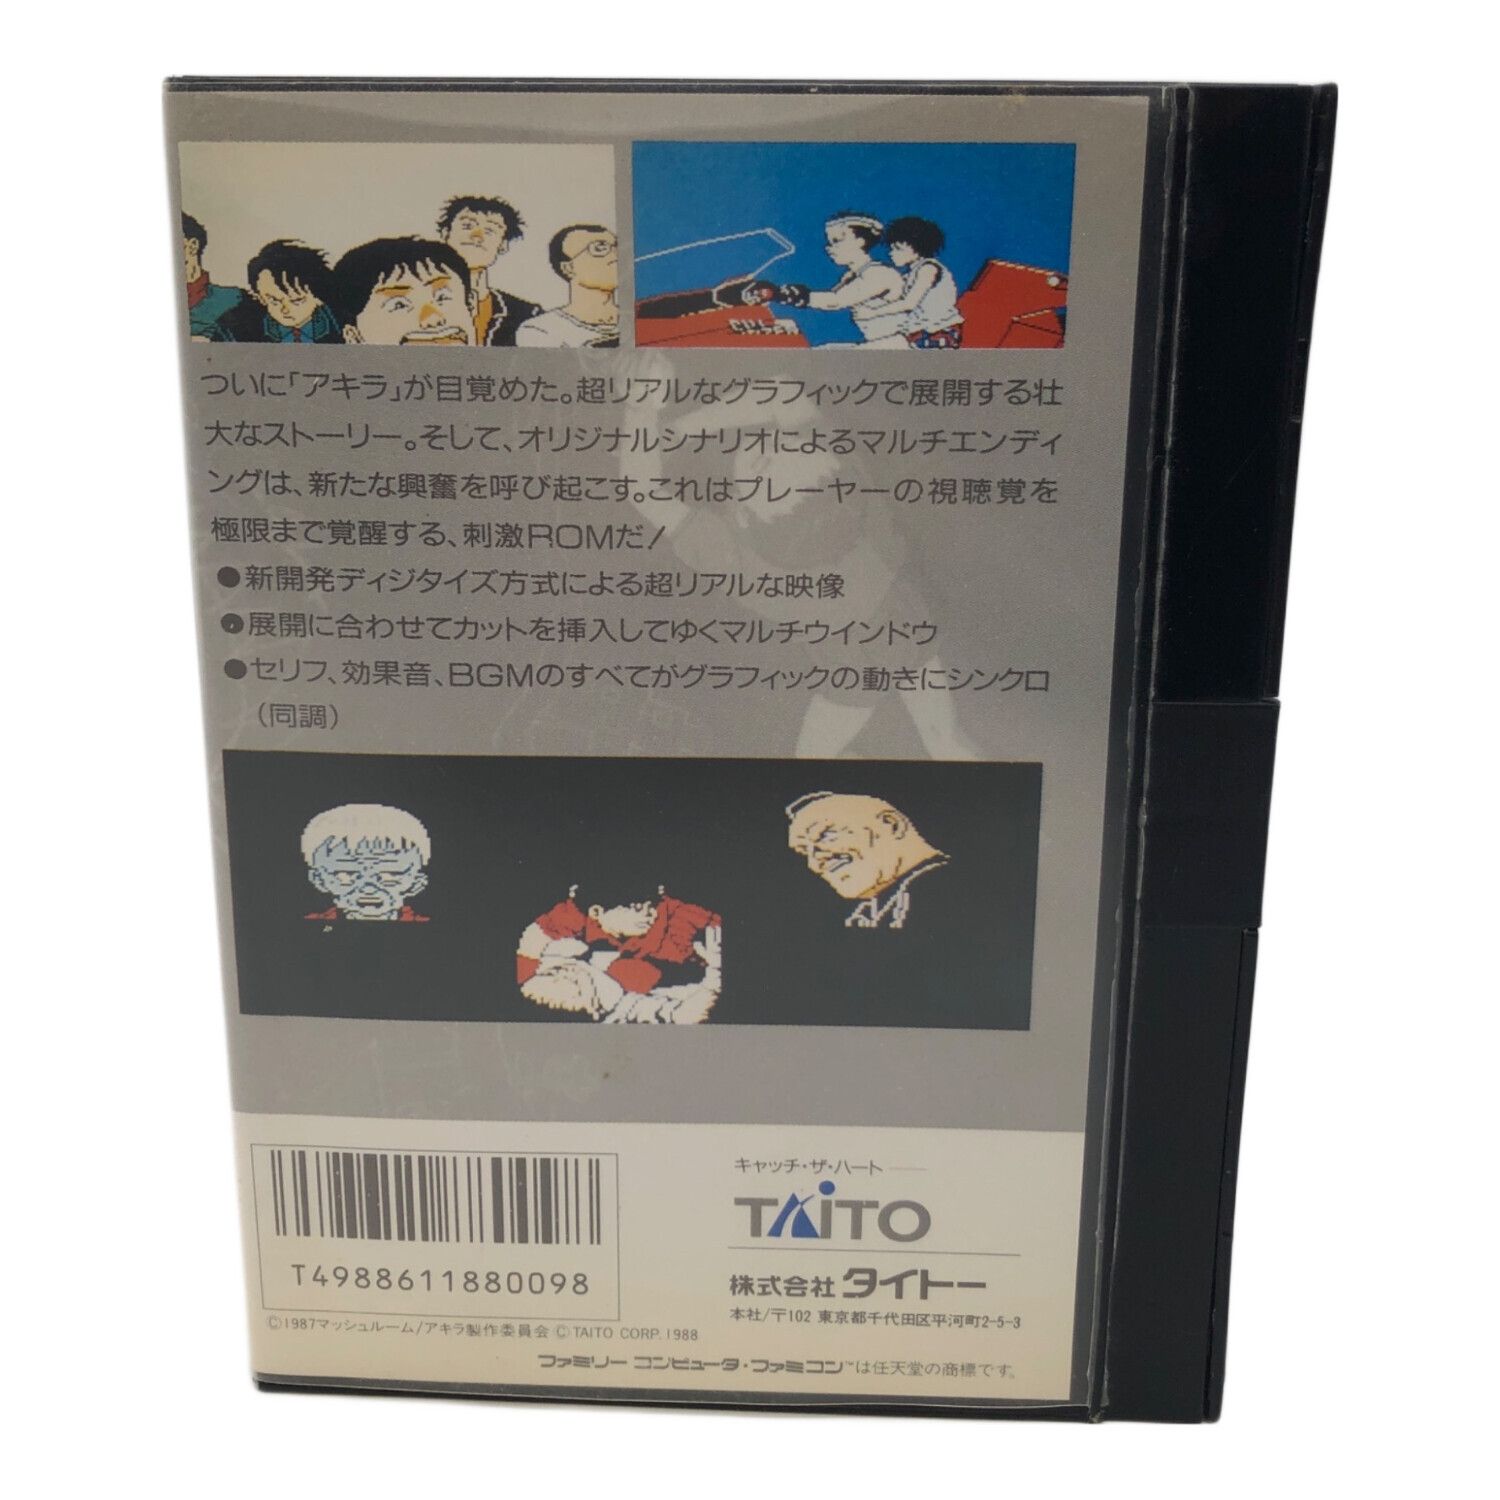 ついに「アキラ」が目覚めた。超リアルなグラフィックで展開する壮
大なストーリー。そして、オリジナルシナリオによるマルチエンディ
ングは、新たな興奮を呼び起こす。これはプレーヤーの視聴覚を
極限まで覚醒する、刺激ROMだ!
●新開発ディジタイズ方式による超リアルな映像
●展開に合わせてカットを挿入してゆくマルチウインドウ
●セリフ、効果音、BGMのすべてがグラフィックの動きにシンクロ
(同調)
キャッチ・ザ・ハート
TAITO
株式会社タイトー
本社/〒102 東京都千代田区平河町2-5-3
T4988611880098
©1987マッシュルーム/アキラ製作委員会 ©TAITO CORP. 1988
ファミリーコンピュータ・ファミコン™は任天堂の商標です。